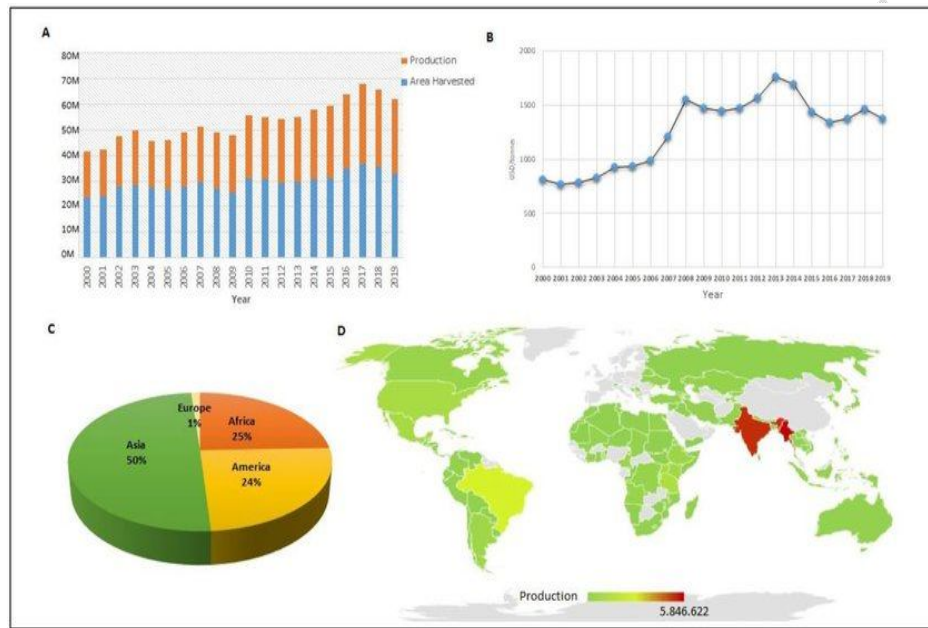 A
80M
70M
60M
50M
40M
30M
20M
10M
0M
Production
Area Harvested
2000 2001 2002 2003 2004 2005 2006 2007 2008 2009 2010 2011 2012 2013 2014 2015 2016 2017 2018 2019
Year
B
2000
1500
1000
500
0
USD/tonnes
2000 2001 2002 2003 2004 2005 2006 2007 2008 2009 2010 2011 2012 2013 2014 2015 2016 2017 2018 2019
Year
C
Europe
1%
Africa
25%
Asia
50%
America
24%
D
Production
5.846.622